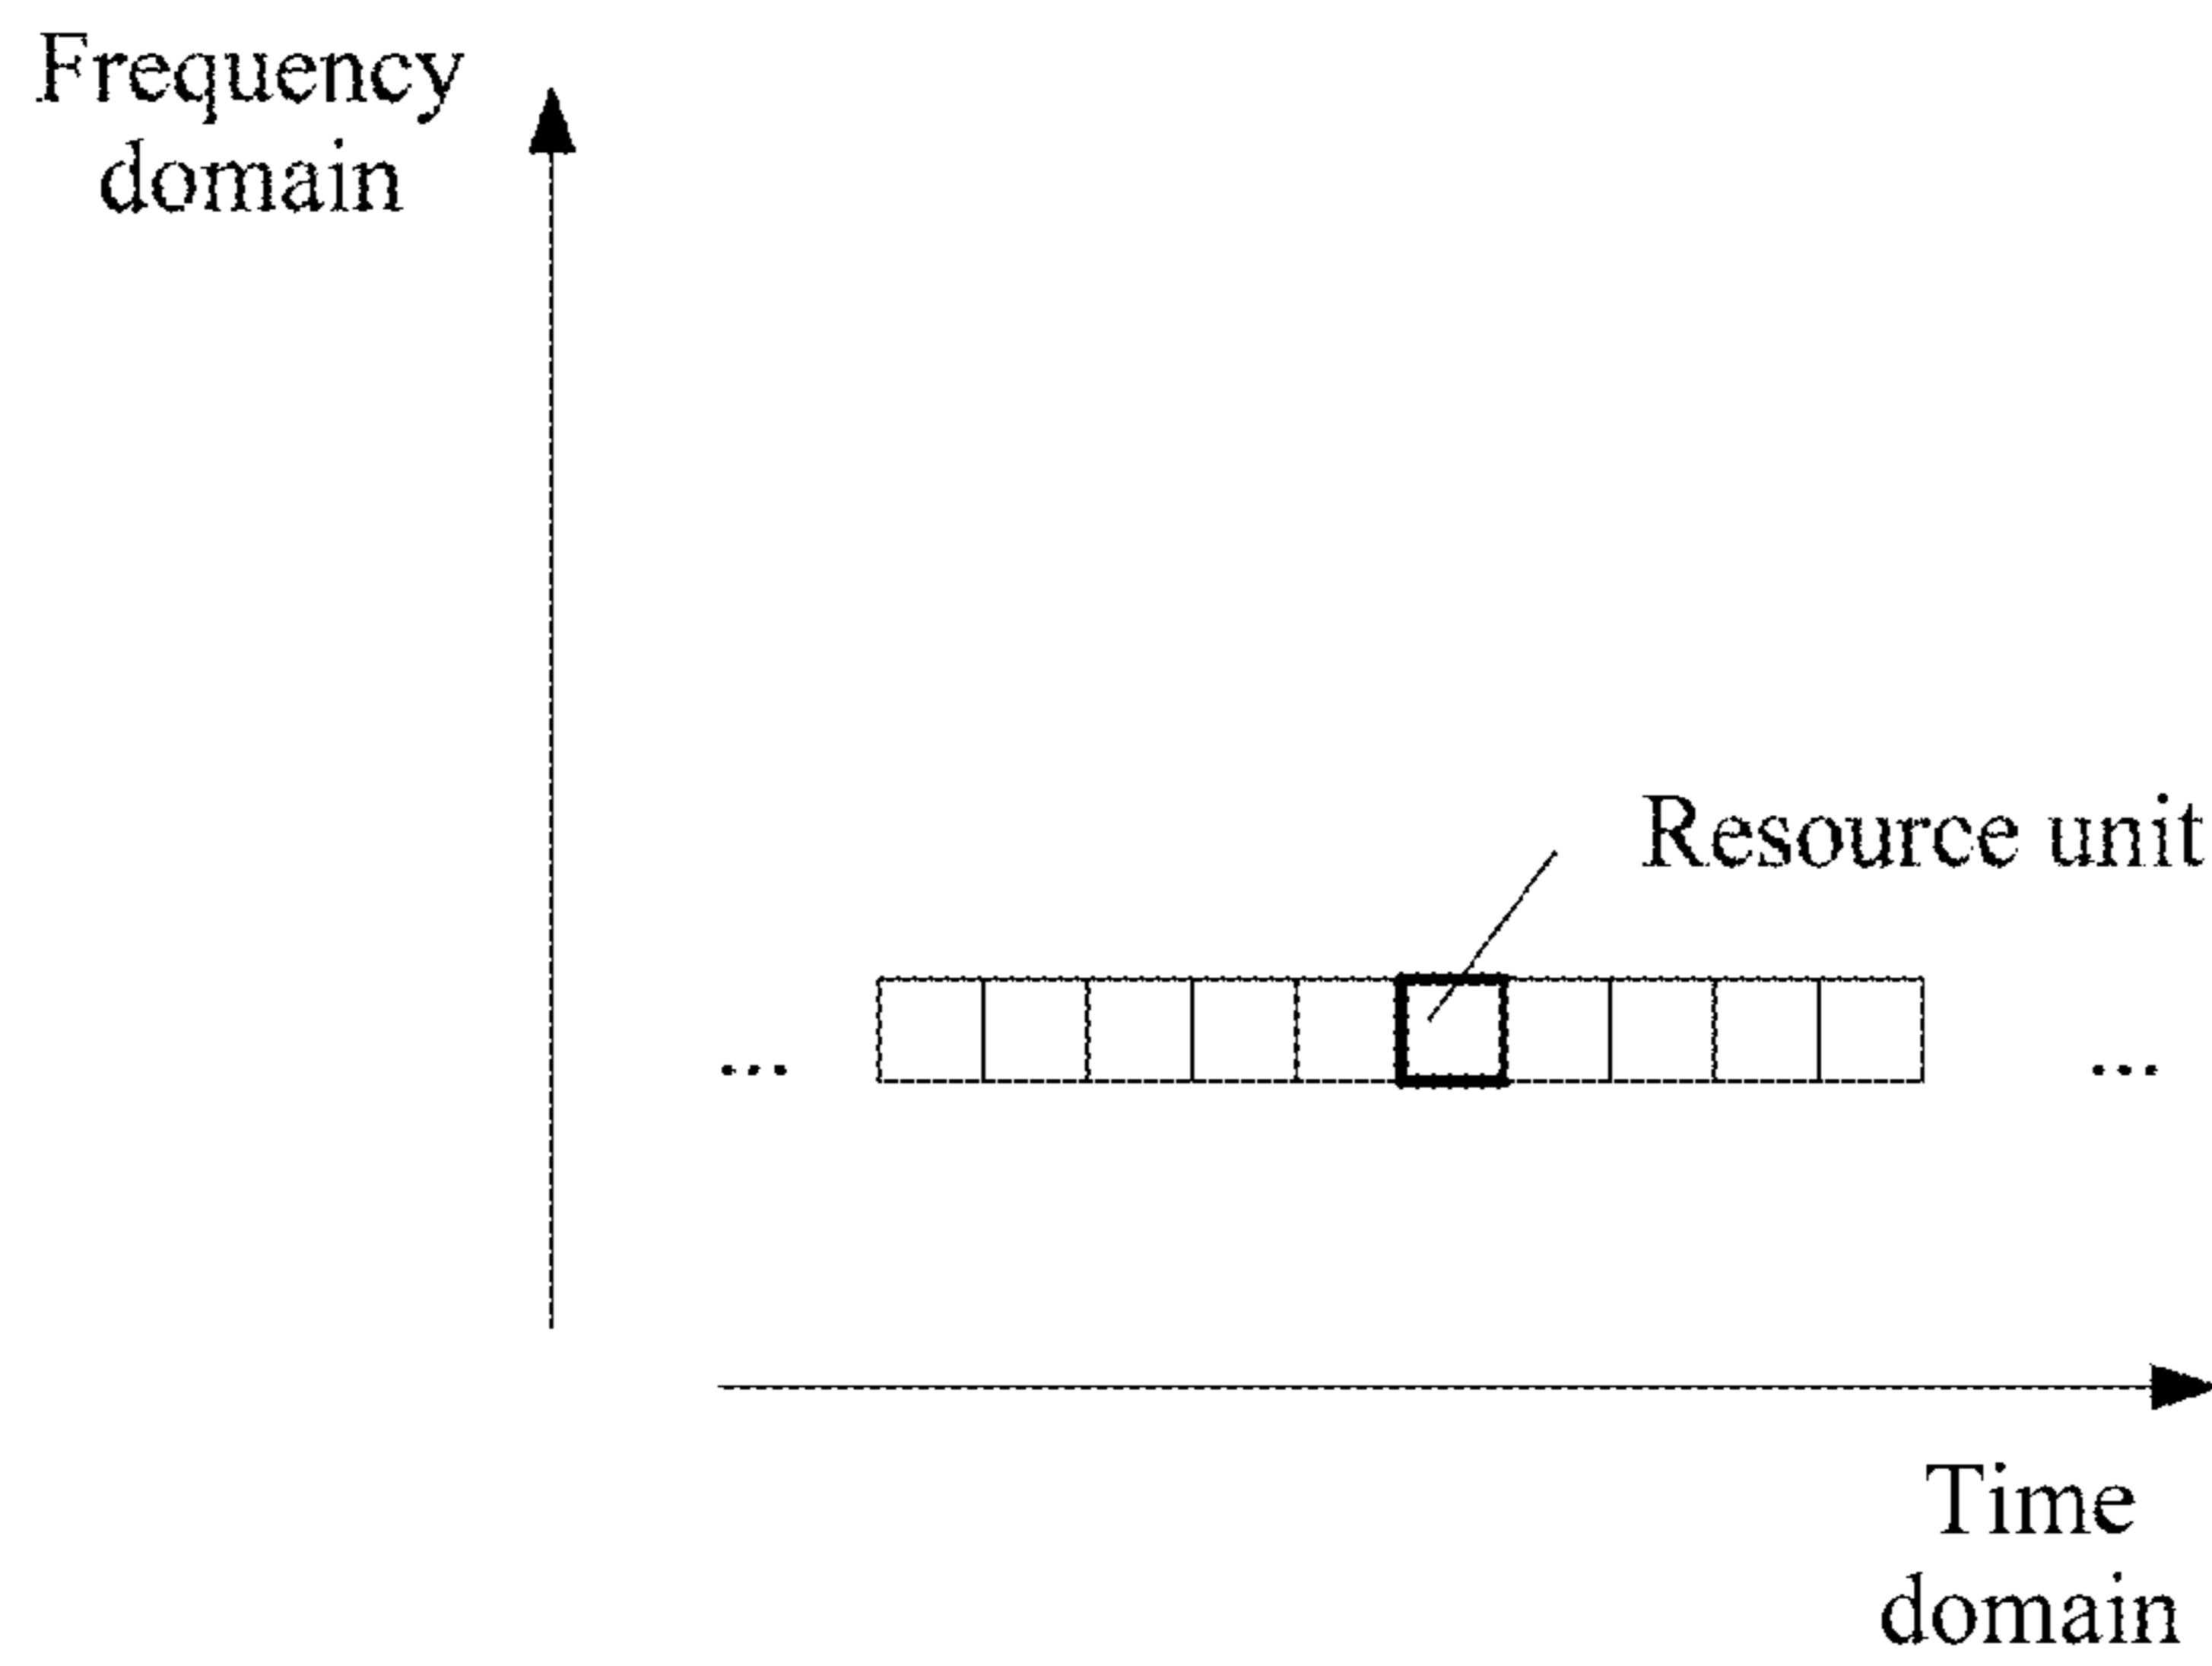 Frequency
domain
Resource unit
...
...
Time
domain